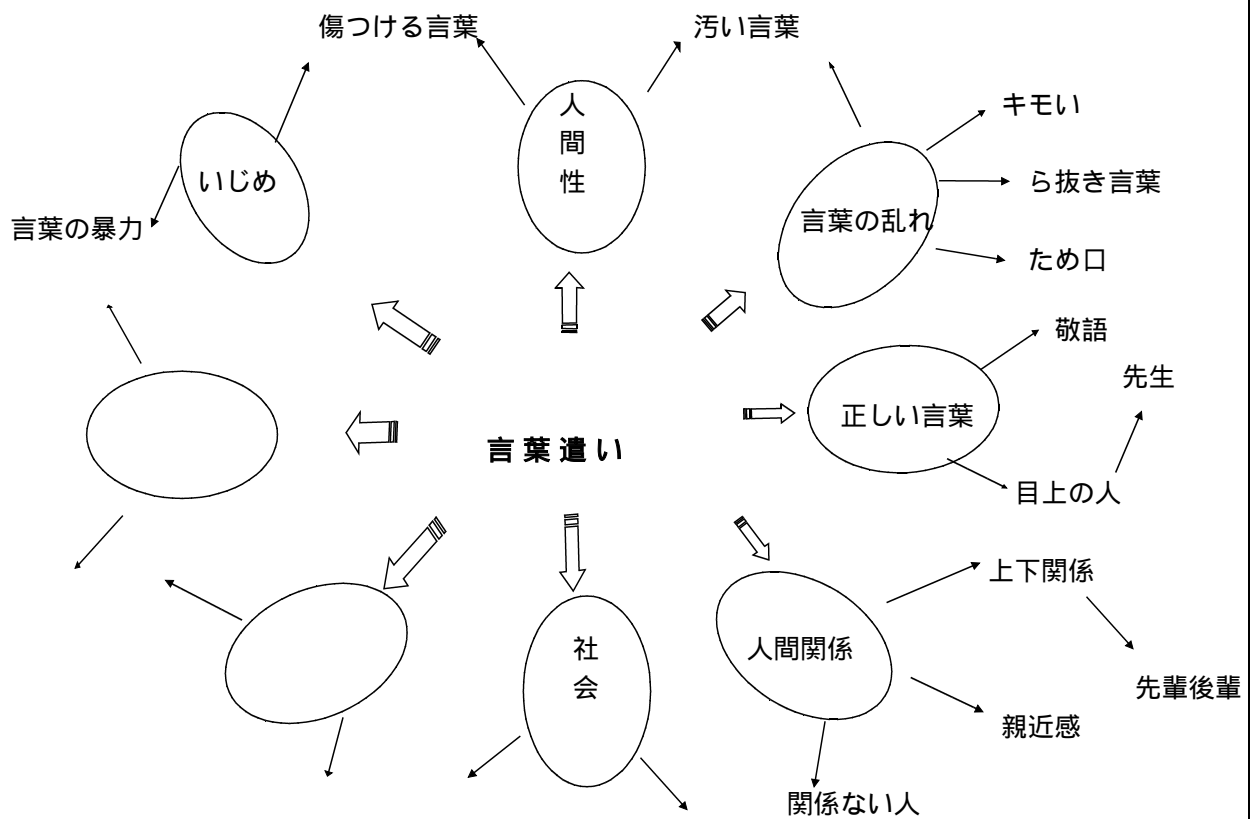 傷つける言葉
汚い言葉
人間性
キモい
いじめ
ら抜き言葉
言葉の乱れ
言葉の暴力
ため口
敬語
先生
正しい言葉
言葉遣い
目上の人
上下関係
社会
人間関係
先輩後輩
親近感
関係ない人